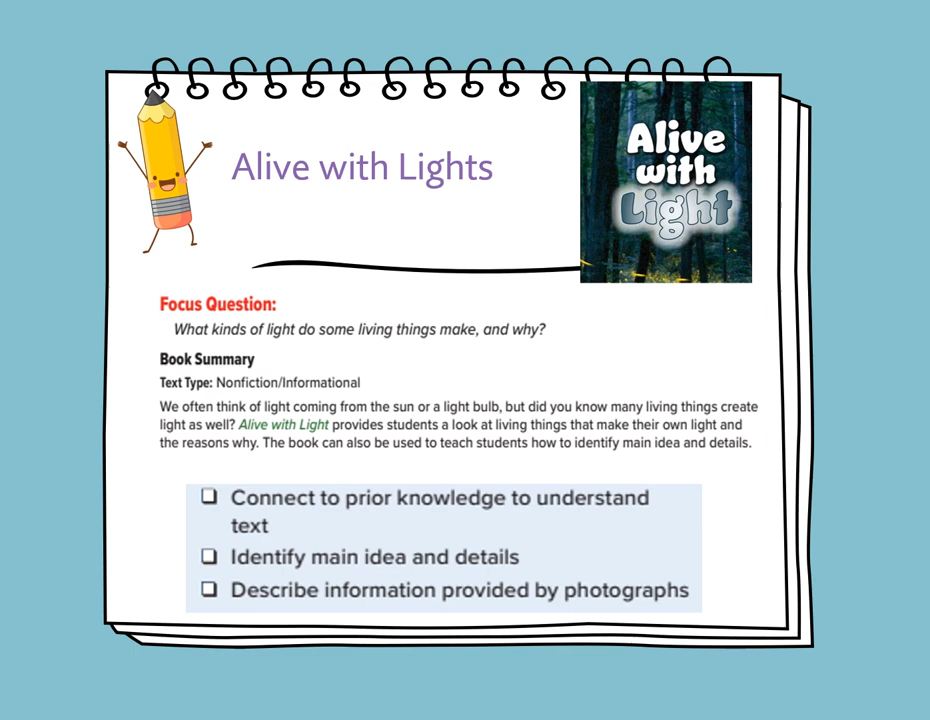 Alive with Lights
Alive
with
Light
Focus Question:
What kinds of light do some living things make, and why?
Book Summary
Text Type: Nonfiction/Informational
We often think of light coming from the sun or a light bulb, but did you know many living things create
light as well? Alive with Light provides students a look at living things that make their own light and
the reasons why. The book can also be used to teach students how to identify main idea and details.
❑ Connect to prior knowledge to understand
text
❑ Identify main idea and details
❑ Describe information provided by photographs